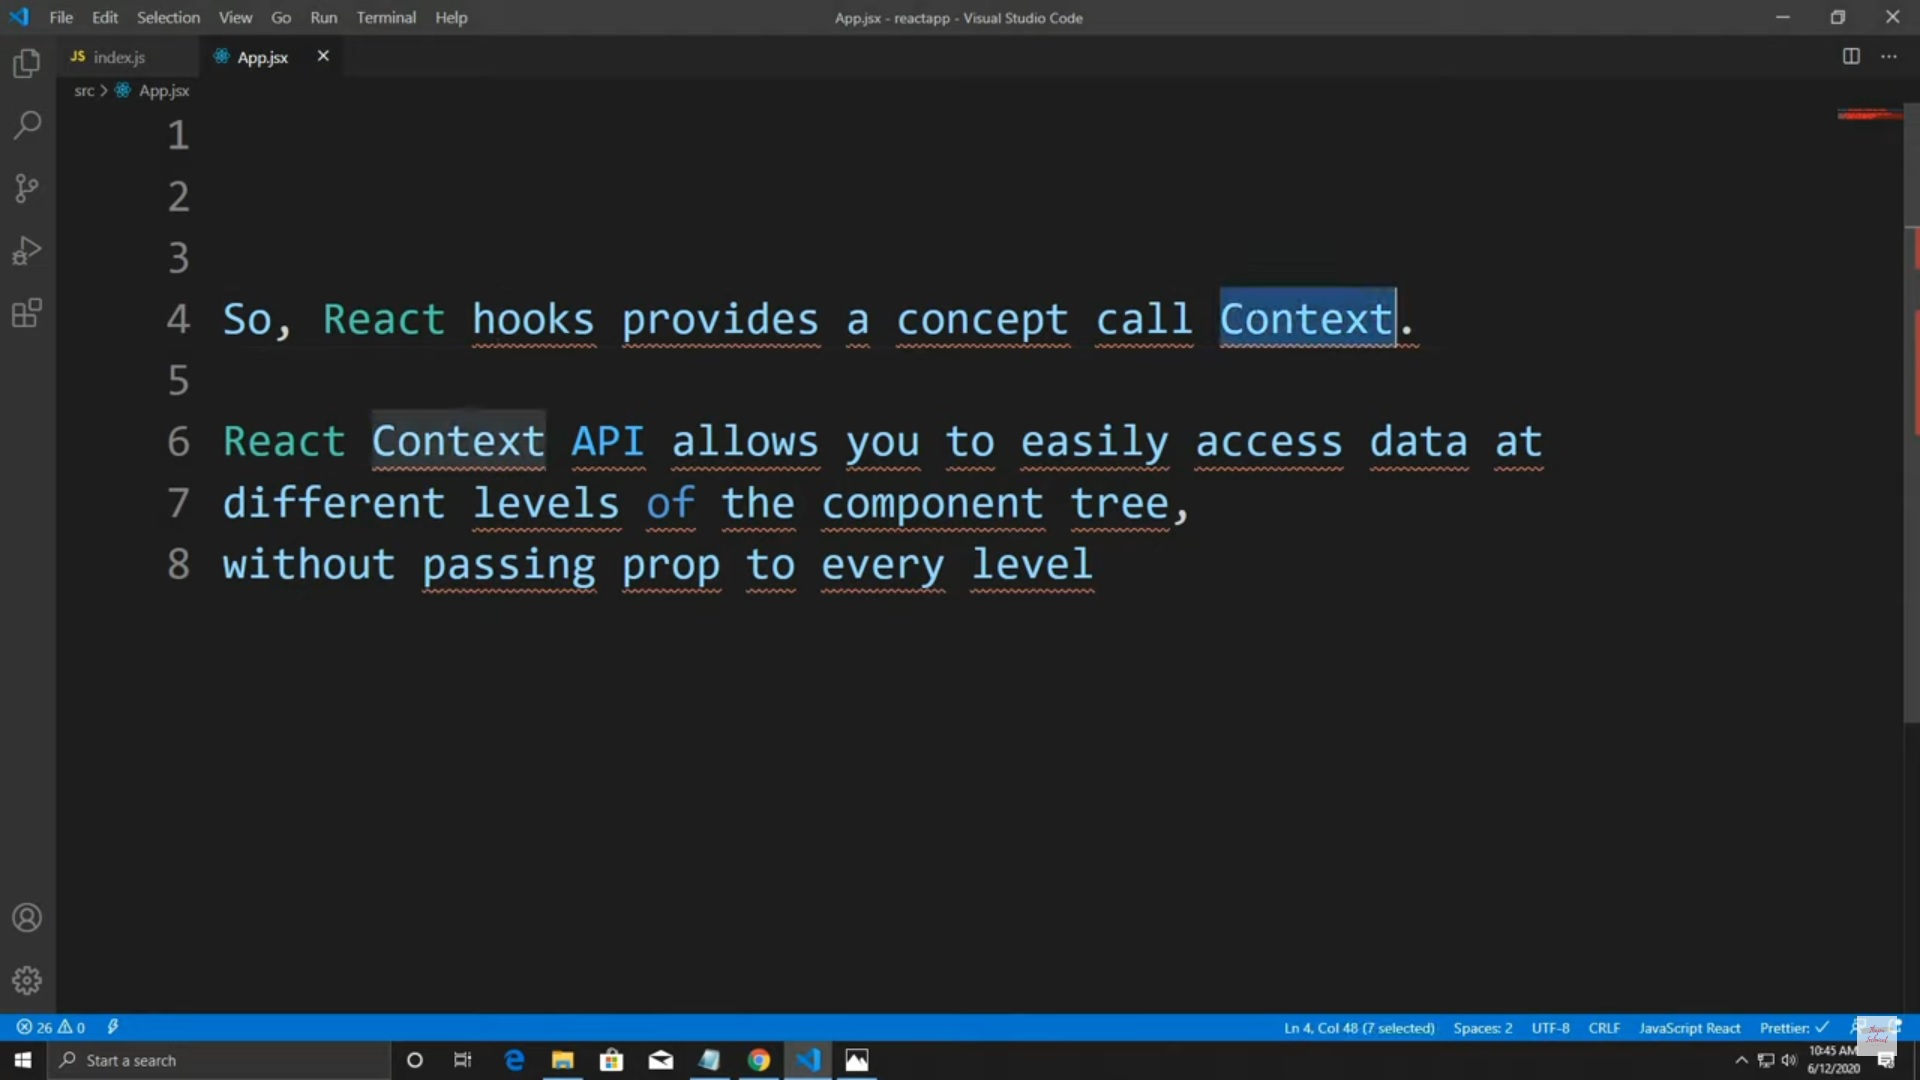 File Edit Selection View Go Run Terminal Help
App.jsx - reactapp - Visual Studio Code
JS index.js
App.jsx
src > App.jsx
1
2
3
4 So, React hooks provides a concept call Context.
5
6 React Context API allows you to easily access data at
7 different levels of the component tree,
8 without passing prop to every level
26 0
Ln 4, Col 48 (7 selected) Spaces: 2 UTF-8 CRLF JavaScript React Prettier: ✓
Start a search
10:45 AM
6/12/2020